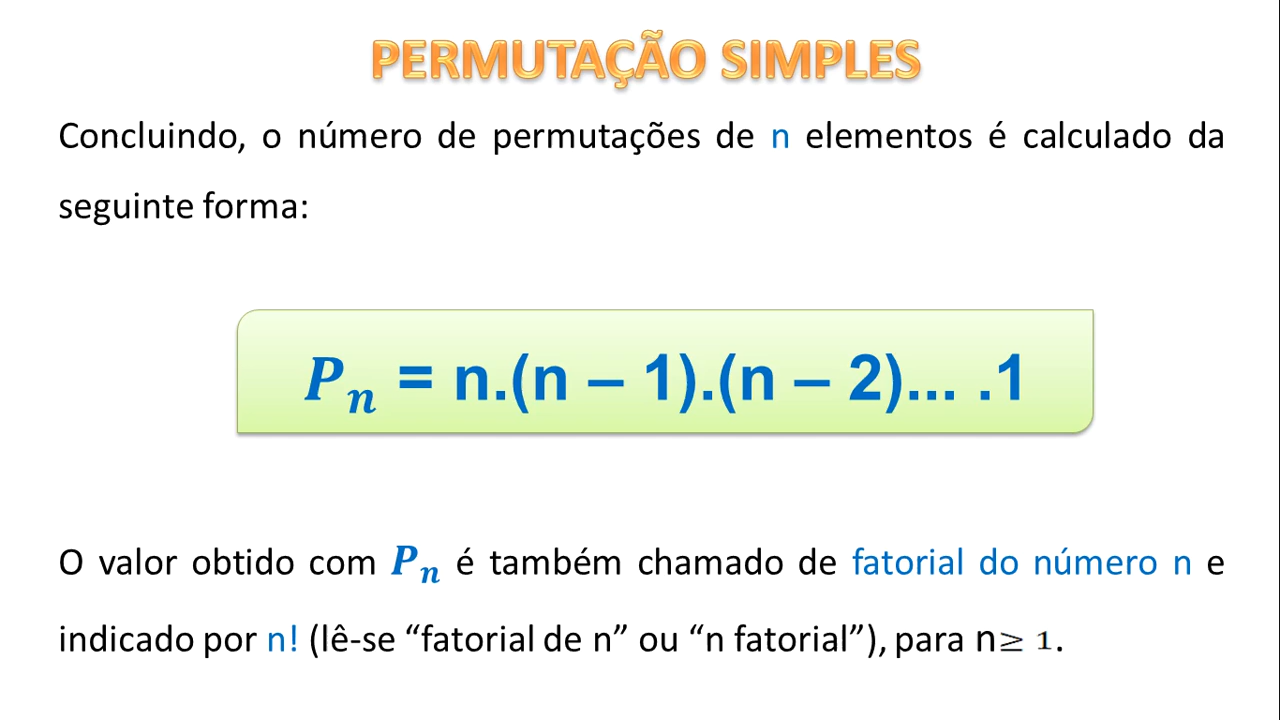 PERMUTAÇÃO SIMPLES
Concluindo, o número de permutações de n elementos é calculado da
seguinte forma:
Pₙ = n.(n – 1).(n – 2)... .1
O valor obtido com Pₙ é também chamado de fatorial do número n e
indicado por n! (lê-se “fatorial de n” ou “n fatorial”), para n≥ 1.